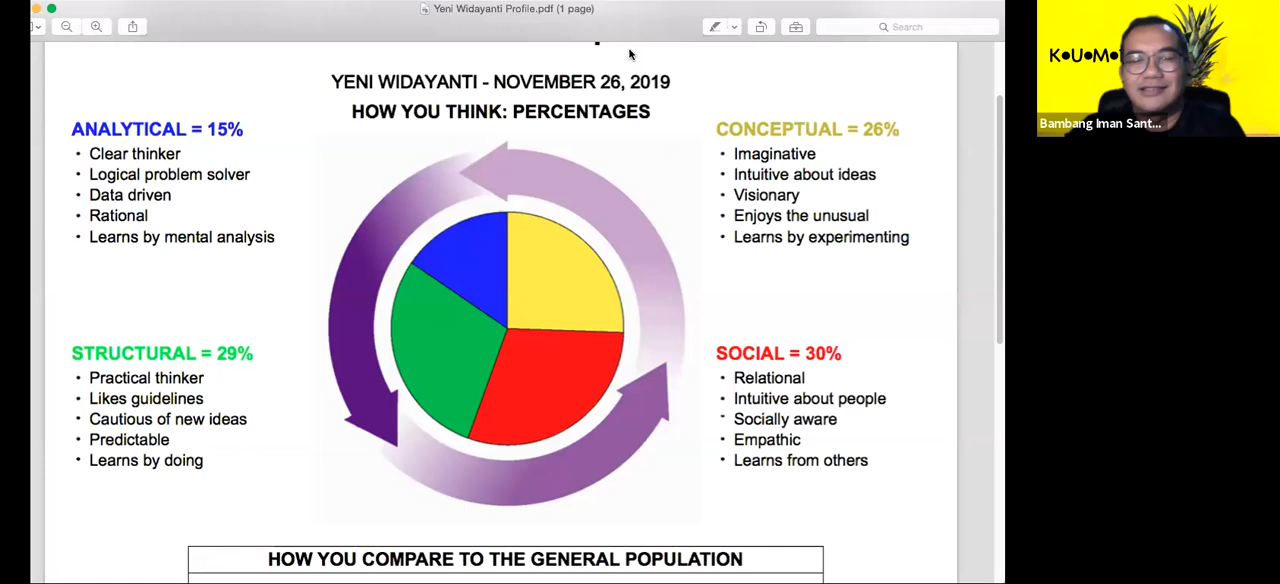 Yeni Widayanti Profile.pdf (1 page)
Search
YENI WIDAYANTI - NOVEMBER 26, 2019
HOW YOU THINK: PERCENTAGES
ANALYTICAL = 15%
• Clear thinker
• Logical problem solver
• Data driven
• Rational
• Learns by mental analysis
CONCEPTUAL = 26%
• Imaginative
• Intuitive about ideas
• Visionary
• Enjoys the unusual
• Learns by experimenting
STRUCTURAL = 29%
• Practical thinker
• Likes guidelines
• Cautious of new ideas
• Predictable
• Learns by doing
SOCIAL = 30%
• Relational
• Intuitive about people
• Socially aware
• Empathic
• Learns from others
HOW YOU COMPARE TO THE GENERAL POPULATION
Bambang Iman Sant...